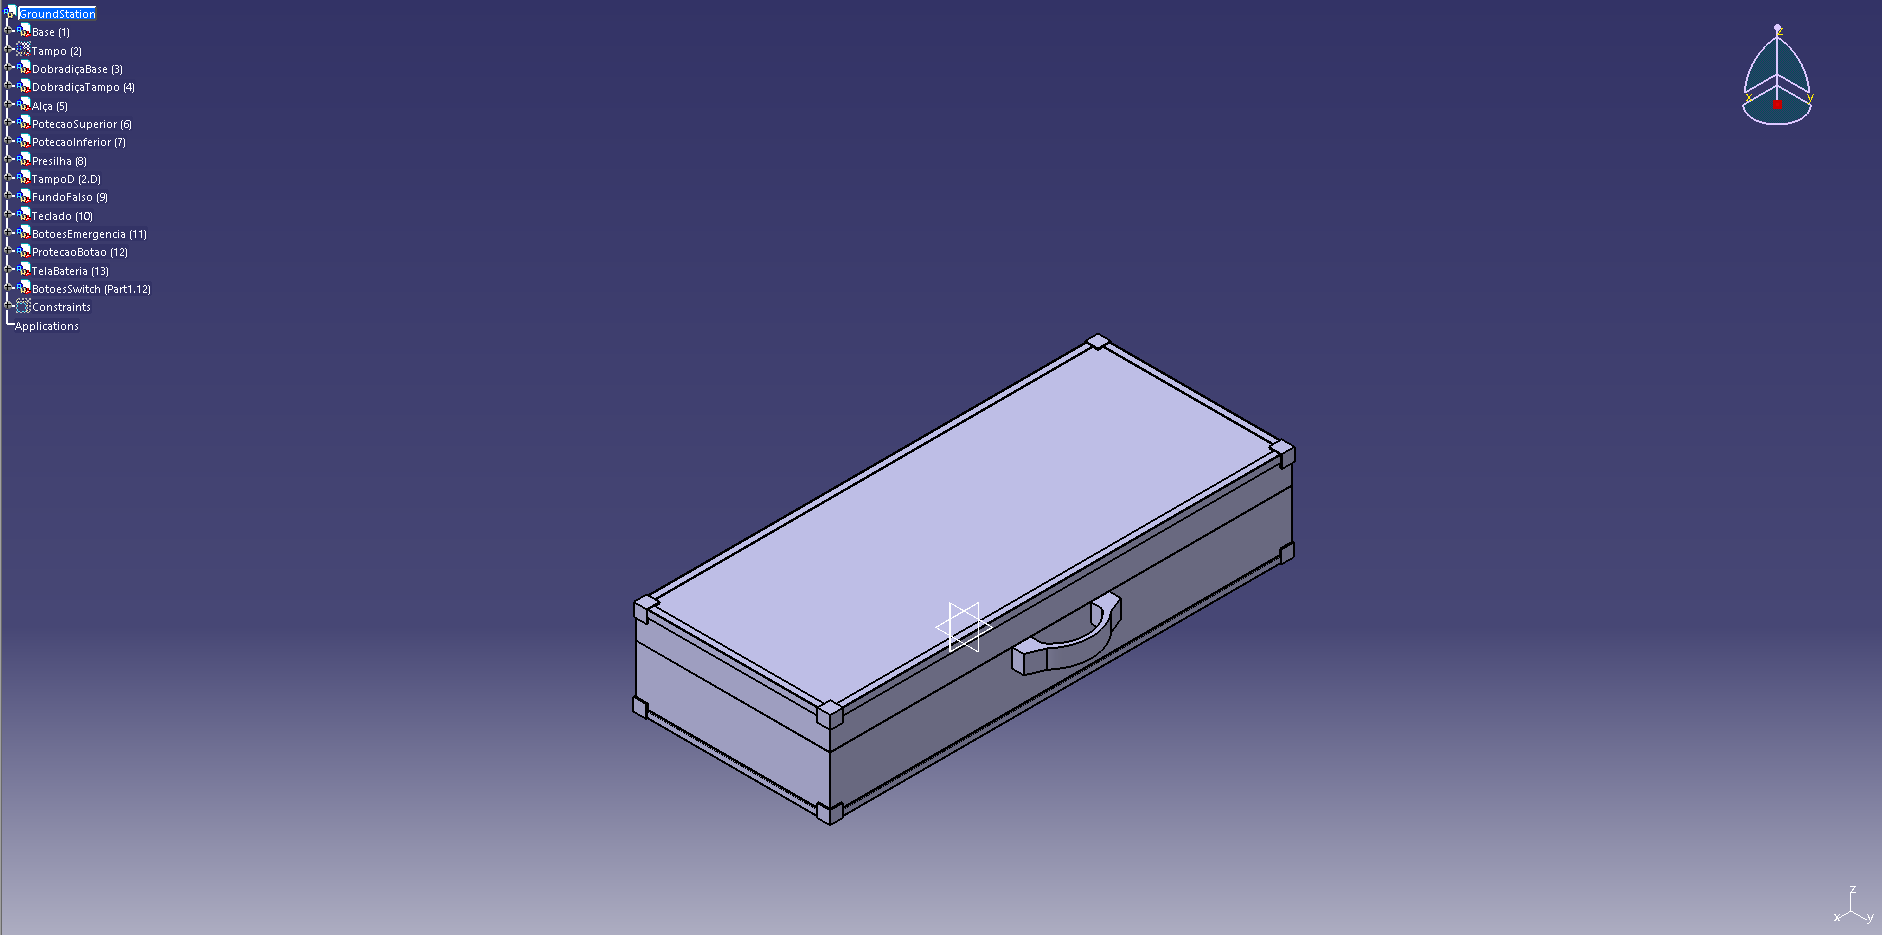 GroundStation
Base (1)
Tampo (2)
DobradiçaBase (3)
DobradiçaTampo (4)
Alça (5)
PotecaoSuperior (6)
PotecaoInferior (7)
Presilha (8)
TampoD (2.D)
FundoFalso (9)
Teclado (10)
BotoesEmergencia (11)
ProtecaoBotao (12)
TelaBateria (13)
BotoesSwitch (Part1.12)
Constraints
Applications
z
x y
z
x y